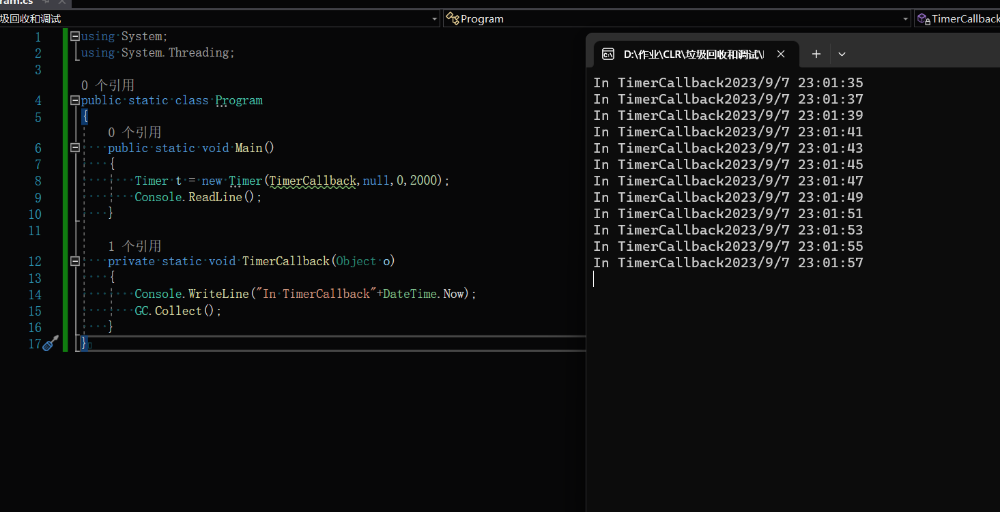 ram.cs
圾回收和调试
Program
TimerCallback
1 using System;
2 using System.Threading;
3
0 个引用
4 public static class Program
5 {
0 个引用
6 public static void Main()
7 {
8 Timer t = new Timer(TimerCallback,null,0,2000);
9 Console.ReadLine();
10 }
11
1 个引用
12 private static void TimerCallback(Object o)
13 {
14 Console.WriteLine("In TimerCallback"+DateTime.Now);
15 GC.Collect();
16 }
17 }
D:\作业\CLR\垃圾回收和调试\
In TimerCallback2023/9/7 23:01:35
In TimerCallback2023/9/7 23:01:37
In TimerCallback2023/9/7 23:01:39
In TimerCallback2023/9/7 23:01:41
In TimerCallback2023/9/7 23:01:43
In TimerCallback2023/9/7 23:01:45
In TimerCallback2023/9/7 23:01:47
In TimerCallback2023/9/7 23:01:49
In TimerCallback2023/9/7 23:01:51
In TimerCallback2023/9/7 23:01:53
In TimerCallback2023/9/7 23:01:55
In TimerCallback2023/9/7 23:01:57